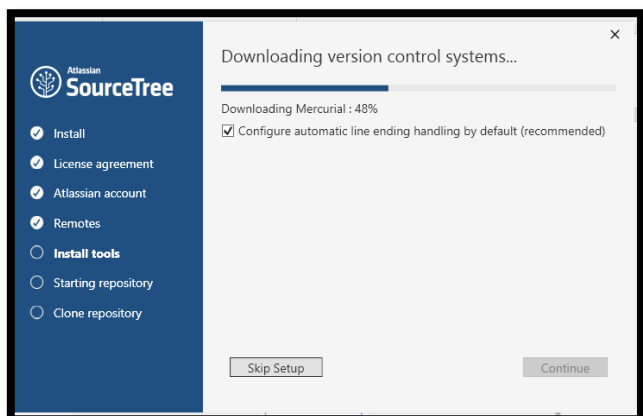 Atlassian
SourceTree
Install
License agreement
Atlassian account
Remotes
Install tools
Starting repository
Clone repository
Downloading version control systems...
Downloading Mercurial : 48%
Configure automatic line ending handling by default (recommended)
Skip Setup
Continue